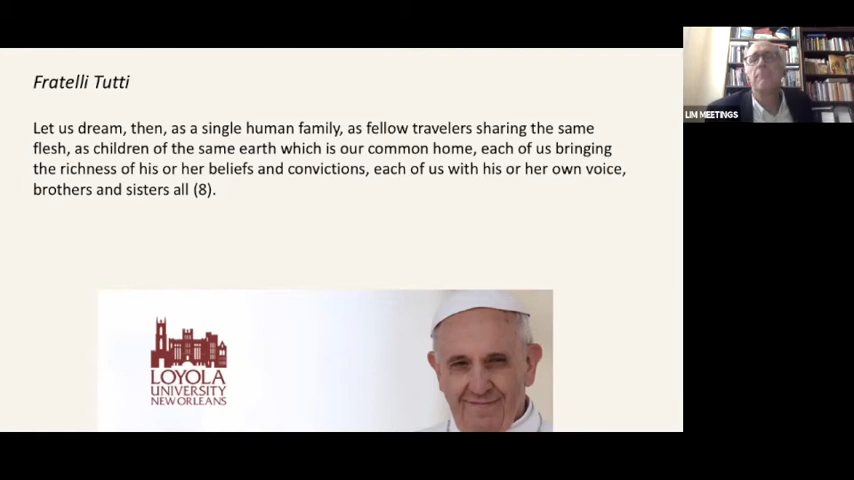 Fratelli Tutti
Let us dream, then, as a single human family, as fellow travelers sharing the same
flesh, as children of the same earth which is our common home, each of us bringing
the richness of his or her beliefs and convictions, each of us with his or her own voice,
brothers and sisters all (8).
LOYOLA
UNIVERSITY
NEW ORLEANS
LIM MEETINGS